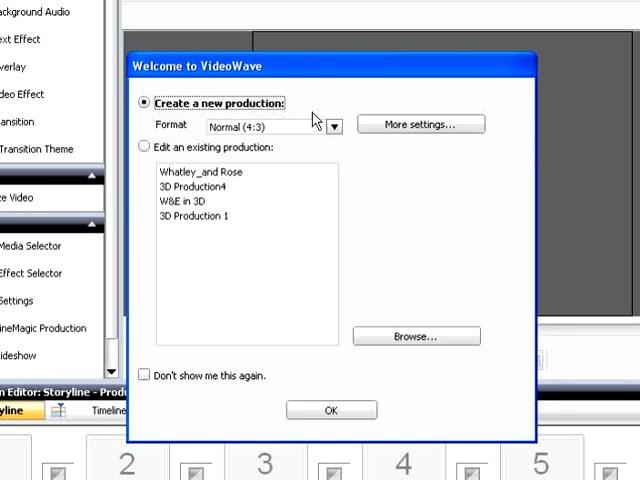 ackground Audio
ext Effect
verlay
deo Effect
ansition
Transition Theme
ze Video
Media Selector
Effect Selector
Settings
ineMagic Production
ideshow
Welcome to VideoWave
Create a new production:
Format Normal (4:3) More settings...
Edit an existing production:
Whatley_and Rose
3D Production4
W&E in 3D
3D Production 1
Browse...
Don't show me this again.
OK
n Editor: Storyline - Produ
yline Timeline
2 3 4 5